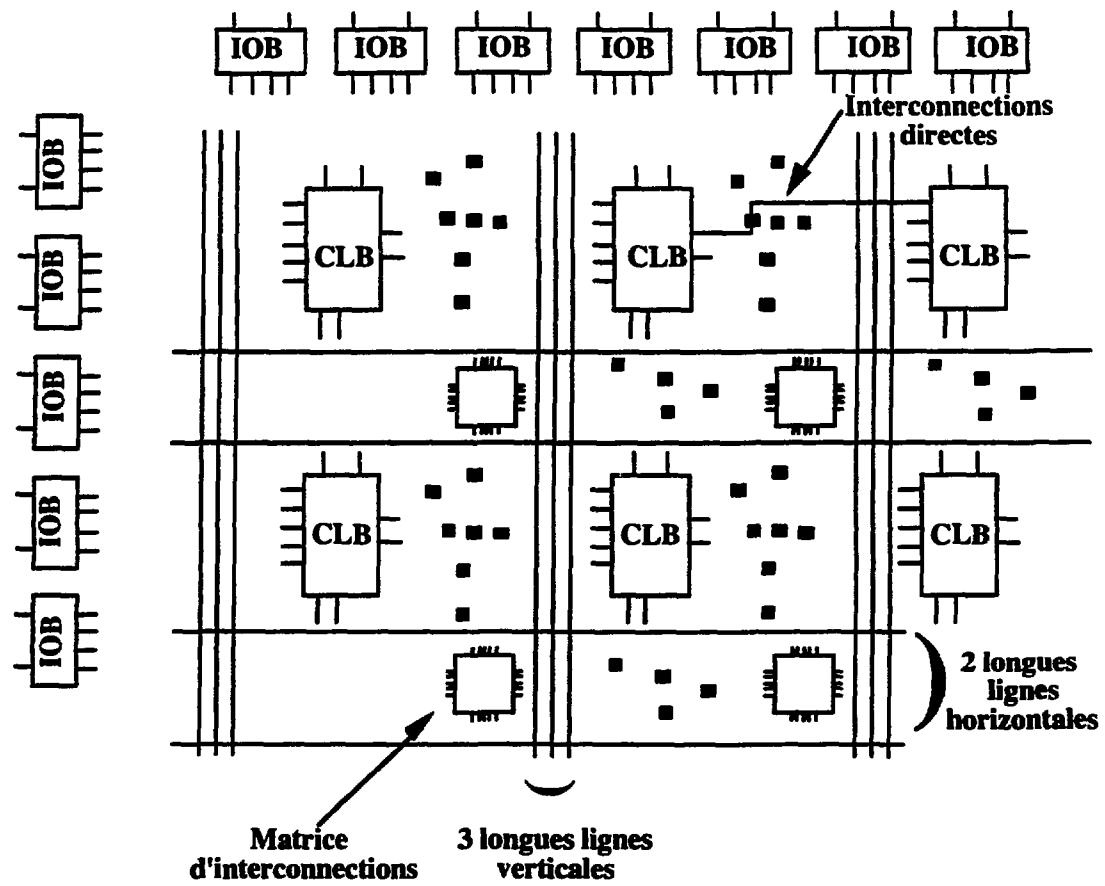 IOB
IOB
IOB
IOB
IOB
IOB
IOB
Interconnections
directes
IOB
IOB
IOB
IOB
IOB
CLB
CLB
CLB
CLB
CLB
CLB
2 longues
lignes
horizontales
Matrice
d'interconnections
3 longues lignes
verticales